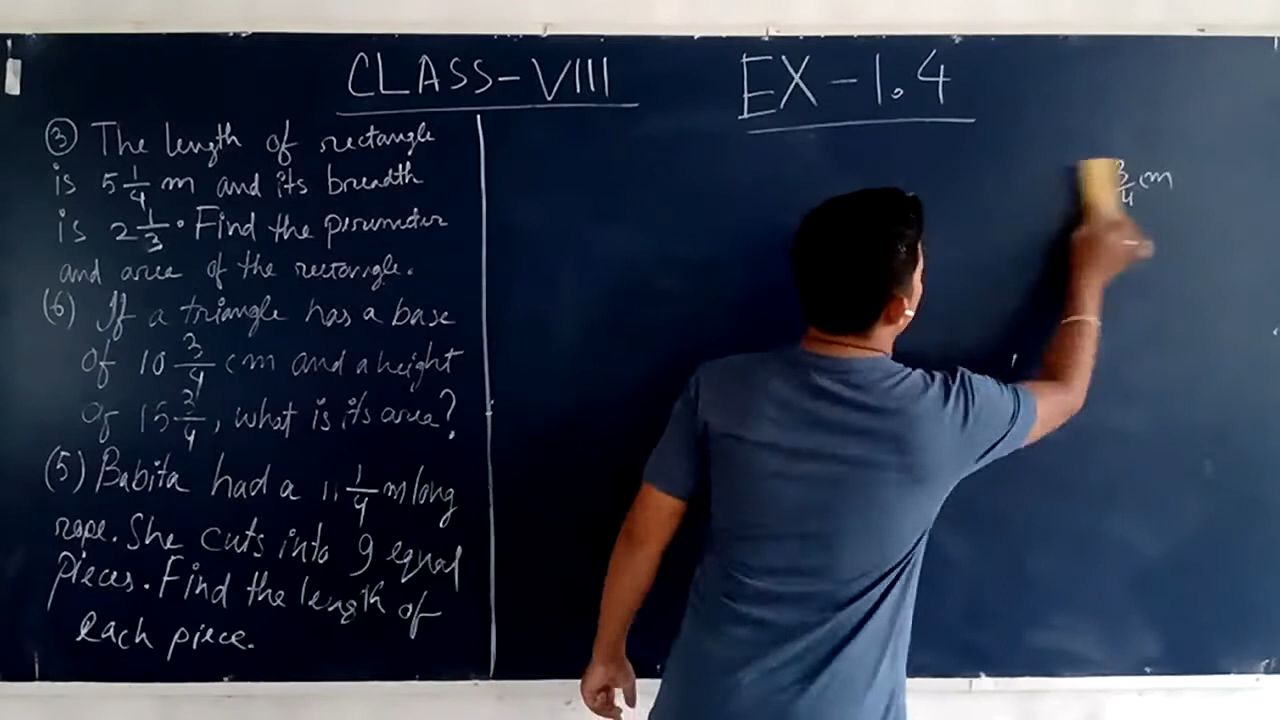 CLASS-VIII
EX-1.4
③ The length of rectangle
is 5 1/4 m and its breadth
is 2 1/3. Find the perimeter
and area of the rectangle.
(6) If a triangle has a base
of 10 3/4 cm and a height
of 15 3/4, what is its area?
(5) Babita had a 11 1/4 m long
rope. She cuts into 9 equal
pieces. Find the length of
each piece.
3/4 cm